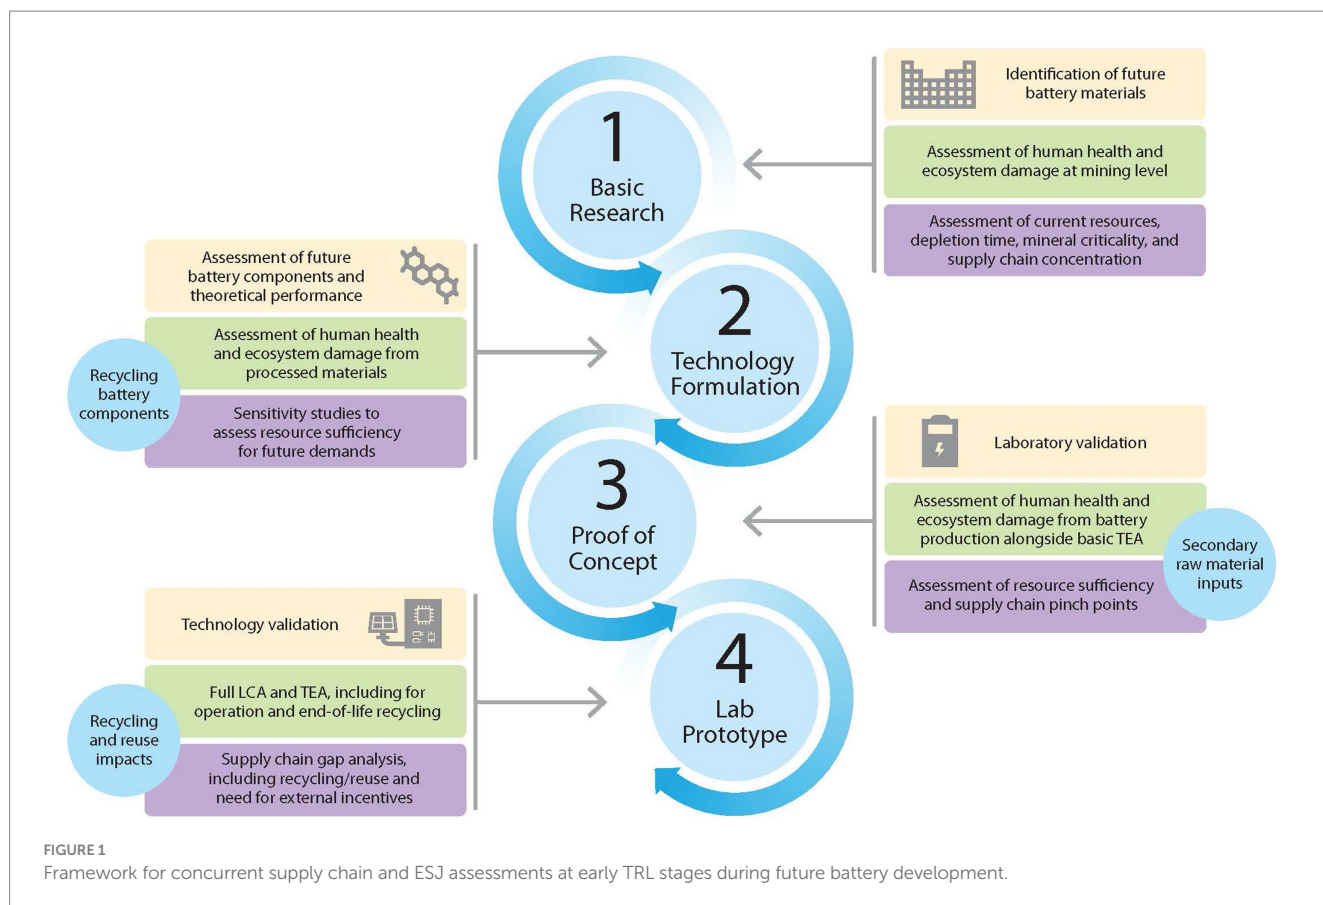 1
Basic
Research
Identification of future
battery materials
Assessment of human health and
ecosystem damage at mining level
Assessment of current resources,
depletion time, mineral criticality, and
supply chain concentration
2
Technology
Formulation
Assessment of future
battery components and
theoretical performance
Assessment of human health
and ecosystem damage from
processed materials
Sensitivity studies to
assess resource sufficiency
for future demands
Recycling
battery
components
3
Proof of
Concept
Laboratory validation
Assessment of human health and
ecosystem damage from battery
production alongside basic TEA
Assessment of resource sufficiency
and supply chain pinch points
Secondary
raw material
inputs
4
Lab
Prototype
Technology validation
Full LCA and TEA, including for
operation and end-of-life recycling
Supply chain gap analysis,
including recycling/reuse and
need for external incentives
Recycling
and reuse
impacts
FIGURE 1
Framework for concurrent supply chain and ESJ assessments at early TRL stages during future battery development.